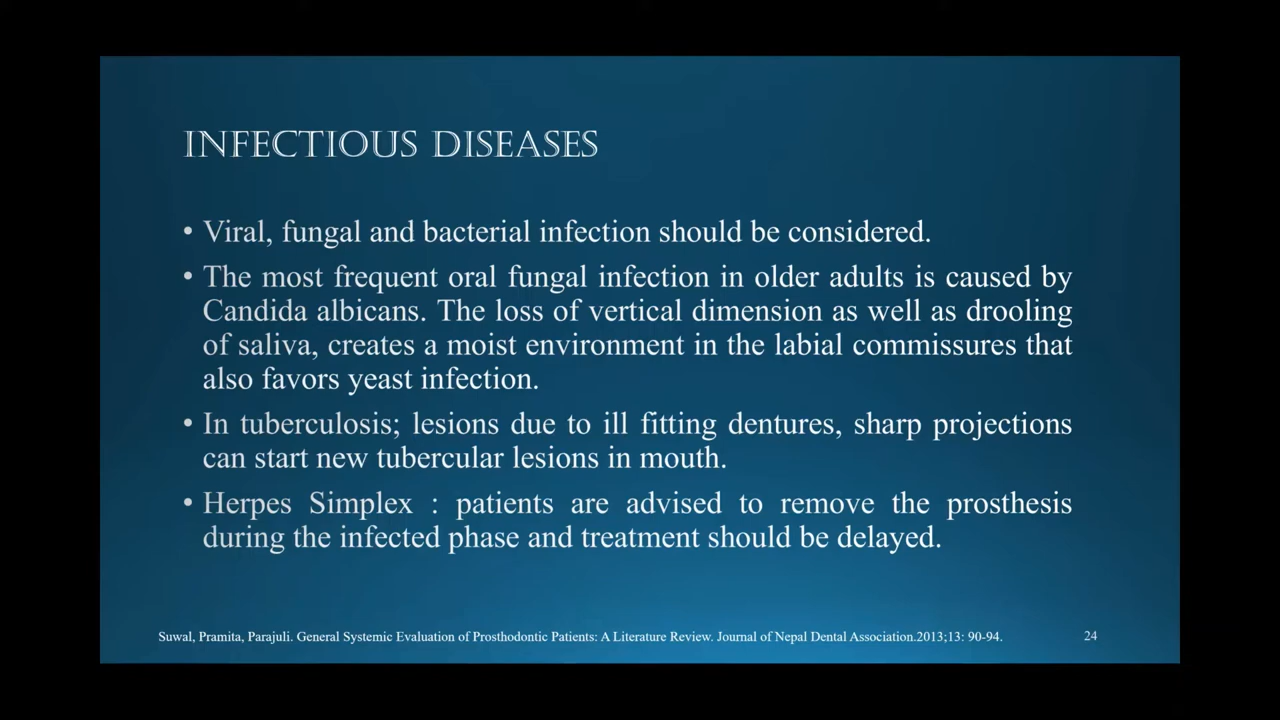 INFECTIOUS DISEASES
• Viral, fungal and bacterial infection should be considered.
• The most frequent oral fungal infection in older adults is caused by
Candida albicans. The loss of vertical dimension as well as drooling
of saliva, creates a moist environment in the labial commissures that
also favors yeast infection.
• In tuberculosis; lesions due to ill fitting dentures, sharp projections
can start new tubercular lesions in mouth.
• Herpes Simplex : patients are advised to remove the prosthesis
during the infected phase and treatment should be delayed.
Suwal, Pramita, Parajuli. General Systemic Evaluation of Prosthodontic Patients: A Literature Review. Journal of Nepal Dental Association.2013;13: 90-94.
24